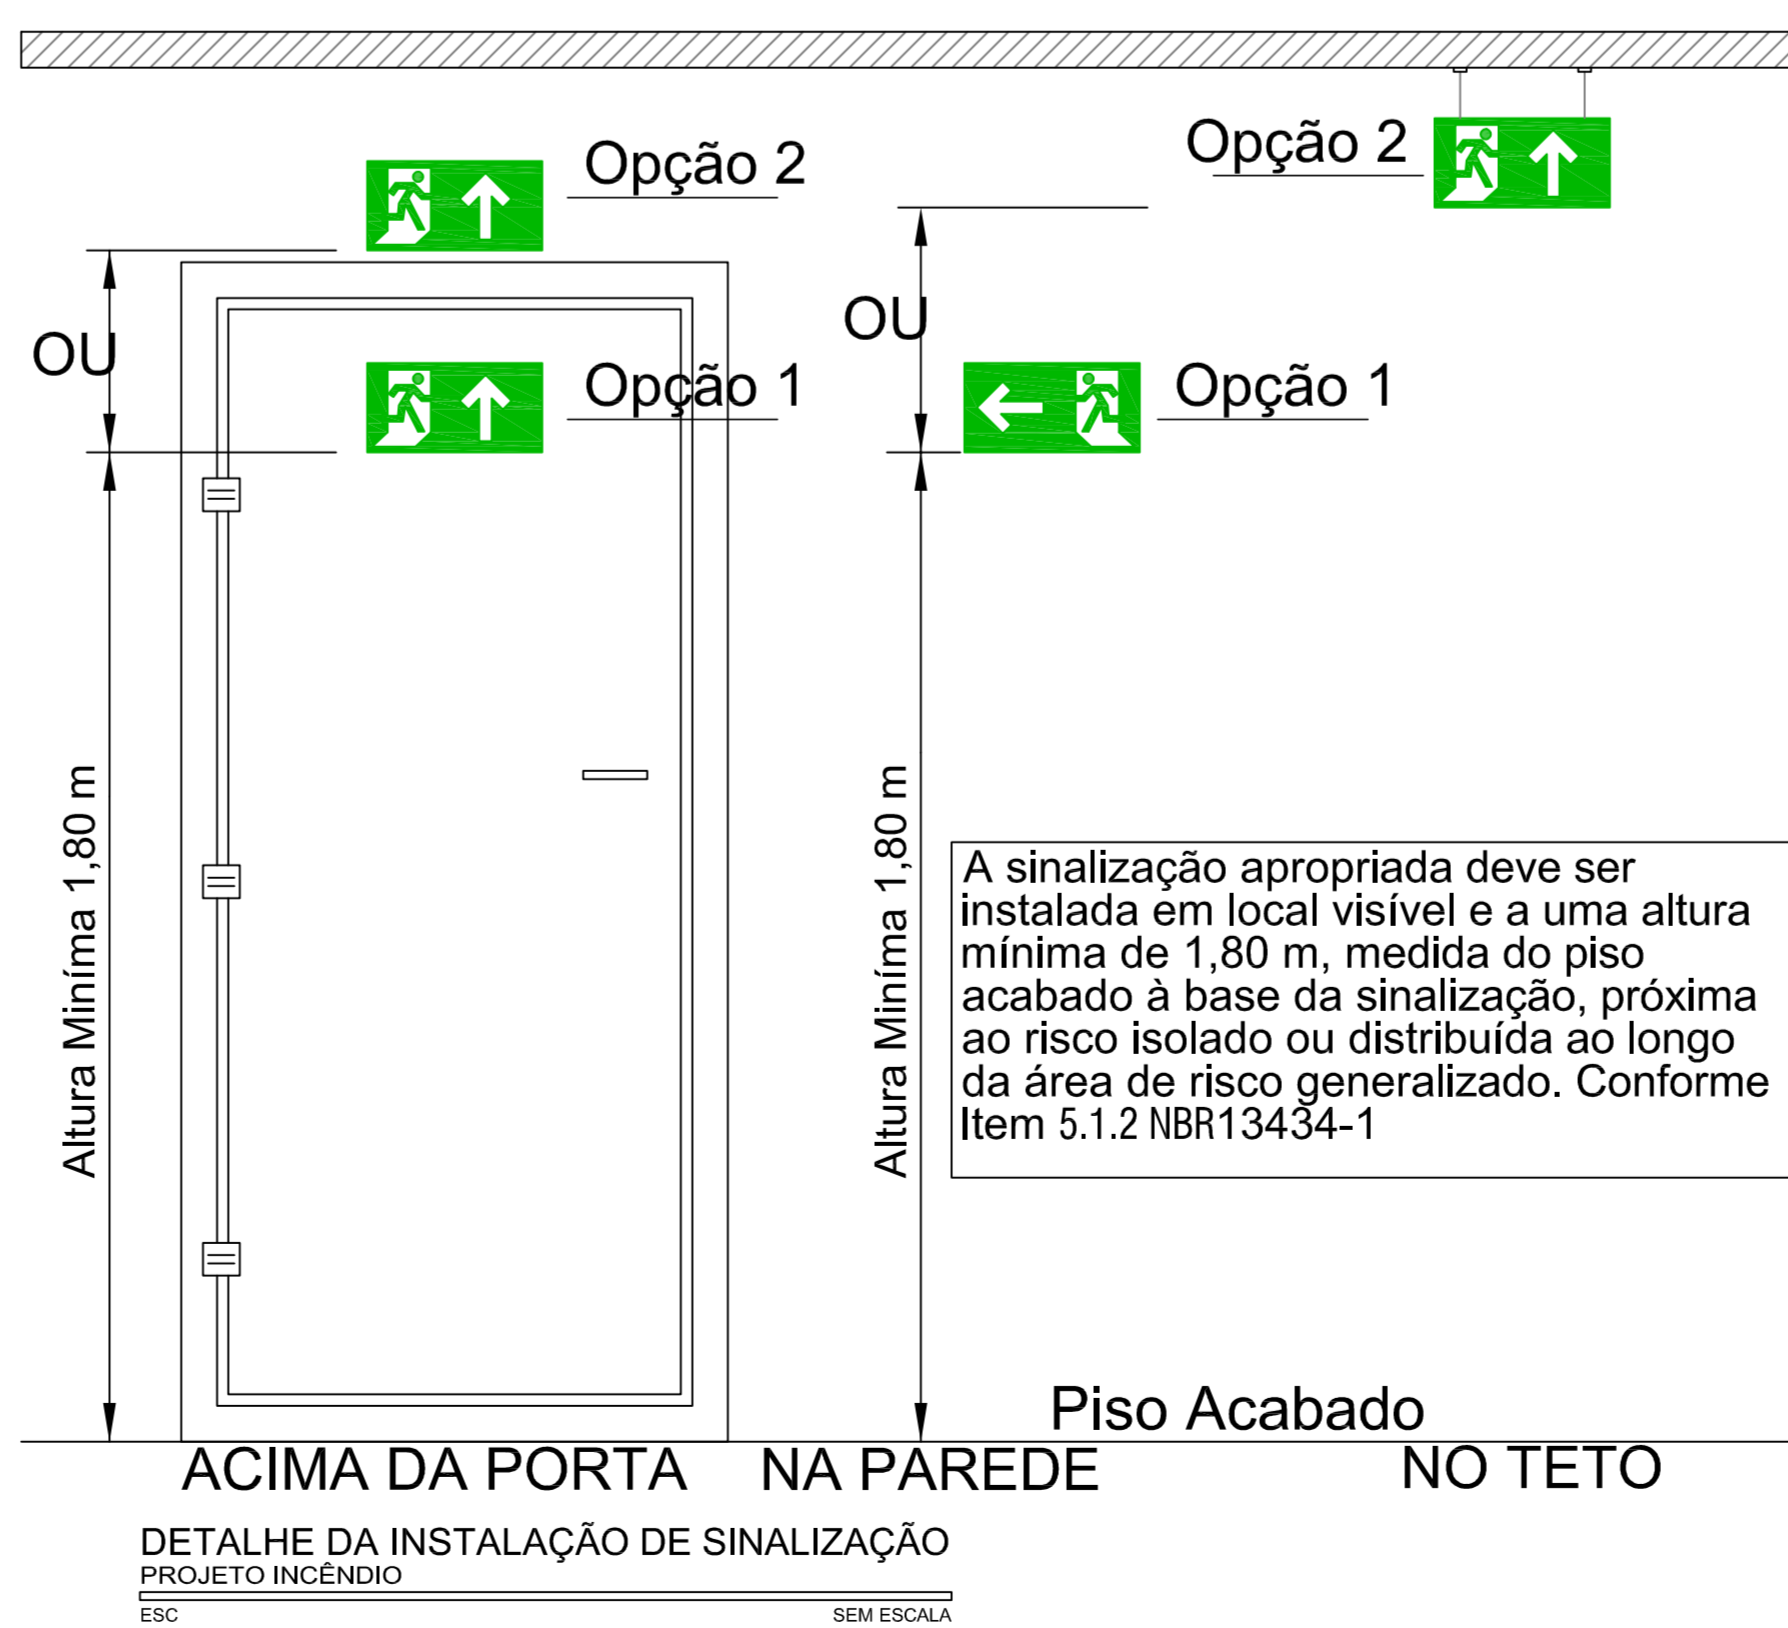 Opção 2
Opção 2
OU
OU
Opção 1
Opção 1
Altura Miníma 1,80 m
Altura Miníma 1,80 m
A sinalização apropriada deve ser
instalada em local visível e a uma altura
mínima de 1,80 m, medida do piso
acabado à base da sinalização, próxima
ao risco isolado ou distribuída ao longo
da área de risco generalizado. Conforme
Item 5.1.2 NBR13434-1
Piso Acabado
ACIMA DA PORTA
NA PAREDE
NO TETO
DETALHE DA INSTALAÇÃO DE SINALIZAÇÃO
PROJETO INCÊNDIO
ESC
SEM ESCALA